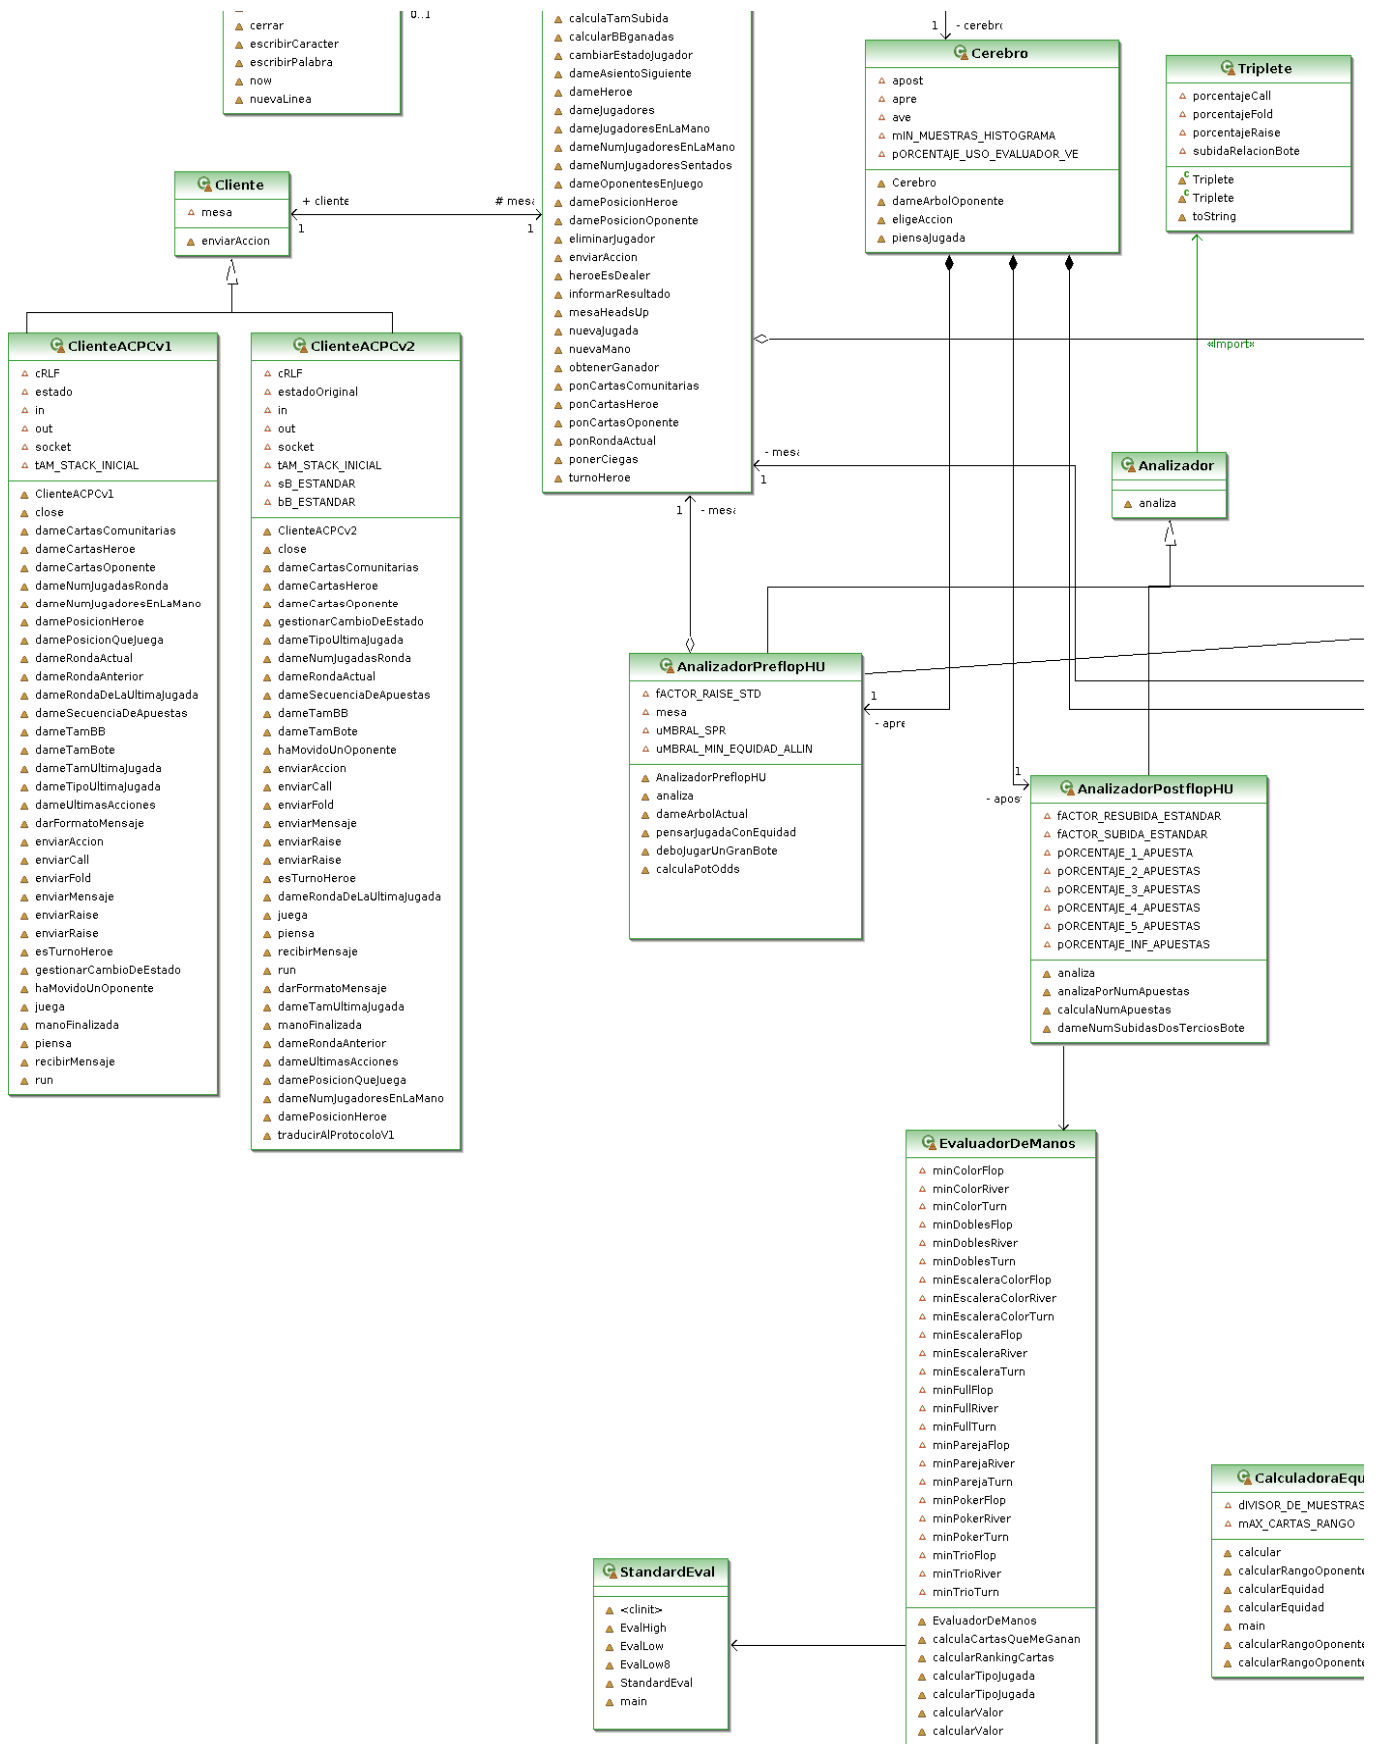 cerrar
escribirCaracter
escribirPalabra
now
nuevaLinea
0..1
calculaTamSubida
calcularBBganadas
cambiarEstadoJugador
dameAsientoSiguiente
dameHeroe
dameJugadores
dameJugadoresEnLaMano
dameNumJugadoresEnLaMano
dameNumJugadoresSentados
dameOponentesEnJuego
damePosicionHeroe
damePosicionOponente
eliminarJugador
enviarAccion
heroeEsDealer
informarResultado
mesaHeadsUp
nuevaJugada
nuevaMano
obtenerGanador
ponCartasComunitarias
ponCartasHeroe
ponCartasOponente
ponRondaActual
ponerCiegas
turnoHeroe
1
- cerebro
Cerebro
apost
apre
ave
mIN_MUESTRAS_HISTOGRAMA
pORCENTAJE_USO_EVALUADOR_VE
Cerebro
dameArbolOponente
eligeAccion
piensaJugada
Triplete
porcentajeCall
porcentajeFold
porcentajeRaise
subidaRelacionBote
Triplete
Triplete
toString
Cliente
mesa
enviarAccion
+ cliente
1
# mesa
1
«Import»
ClienteACPCv1
cRLF
estado
in
out
socket
tAM_STACK_INICIAL
ClienteACPCv1
close
dameCartasComunitarias
dameCartasHeroe
dameCartasOponente
dameNumJugadasRonda
dameNumJugadoresEnLaMano
damePosicionHeroe
damePosicionQueJuega
dameRondaActual
dameRondaAnterior
dameRondaDeLaUltimaJugada
dameSecuenciaDeApuestas
dameTamBB
dameTamBote
dameTamUltimaJugada
dameTipoUltimaJugada
dameUltimasAcciones
darFormatoMensaje
enviarAccion
enviarCall
enviarFold
enviarMensaje
enviarRaise
enviarRaise
esTurnoHeroe
gestionarCambioDeEstado
haMovidoUnOponente
juega
manoFinalizada
piensa
recibirMensaje
run
ClienteACPCv2
cRLF
estadoOriginal
in
out
socket
tAM_STACK_INICIAL
sB_ESTANDAR
bB_ESTANDAR
ClienteACPCv2
close
dameCartasComunitarias
dameCartasHeroe
dameCartasOponente
gestionarCambioDeEstado
dameTipoUltimaJugada
dameNumJugadasRonda
dameRondaActual
dameSecuenciaDeApuestas
dameTamBB
dameTamBote
haMovidoUnOponente
enviarAccion
enviarCall
enviarFold
enviarMensaje
enviarRaise
enviarRaise
esTurnoHeroe
dameRondaDeLaUltimaJugada
juega
piensa
recibirMensaje
run
darFormatoMensaje
dameTamUltimaJugada
manoFinalizada
dameRondaAnterior
dameUltimasAcciones
damePosicionQueJuega
dameNumJugadoresEnLaMano
damePosicionHeroe
traducirAlProtocoloV1
- mesa
1
1
- mesa
Analizador
analiza
AnalizadorPreflopHU
fACTOR_RAISE_STD
mesa
uMBRAL_SPR
uMBRAL_MIN_EQUIDAD_ALLIN
AnalizadorPreflopHU
analiza
dameArbolActual
pensarJugadaConEquidad
deboJugarUnGranBote
calculaPotOdds
1
- apre
1
- apos
AnalizadorPostflopHU
fACTOR_RESUBIDA_ESTANDAR
fACTOR_SUBIDA_ESTANDAR
pORCENTAJE_1_APUESTA
pORCENTAJE_2_APUESTAS
pORCENTAJE_3_APUESTAS
pORCENTAJE_4_APUESTAS
pORCENTAJE_5_APUESTAS
pORCENTAJE_INF_APUESTAS
analiza
analizaPorNumApuestas
calculaNumApuestas
dameNumSubidasDosTerciosBote
EvaluadorDeManos
minColorFlop
minColorRiver
minColorTurn
minDoblesFlop
minDoblesRiver
minDoblesTurn
minEscaleraColorFlop
minEscaleraColorRiver
minEscaleraColorTurn
minEscaleraFlop
minEscaleraRiver
minEscaleraTurn
minFullFlop
minFullRiver
minFullTurn
minParejaFlop
minParejaRiver
minParejaTurn
minPokerFlop
minPokerRiver
minPokerTurn
minTrioFlop
minTrioRiver
minTrioTurn
EvaluadorDeManos
calculaCartasQueMeGanan
calcularRankingCartas
calcularTipoJugada
calcularTipoJugada
calcularValor
calcularValor
StandardEval
<clinit>
EvalHigh
EvalLow
EvalLow8
StandardEval
main
CalculadoraEqu
dIVISOR_DE_MUESTRAS
mAX_CARTAS_RANGO
calcular
calcularRangoOponente
calcularEquidad
calcularEquidad
main
calcularRangoOponente
calcularRangoOponente